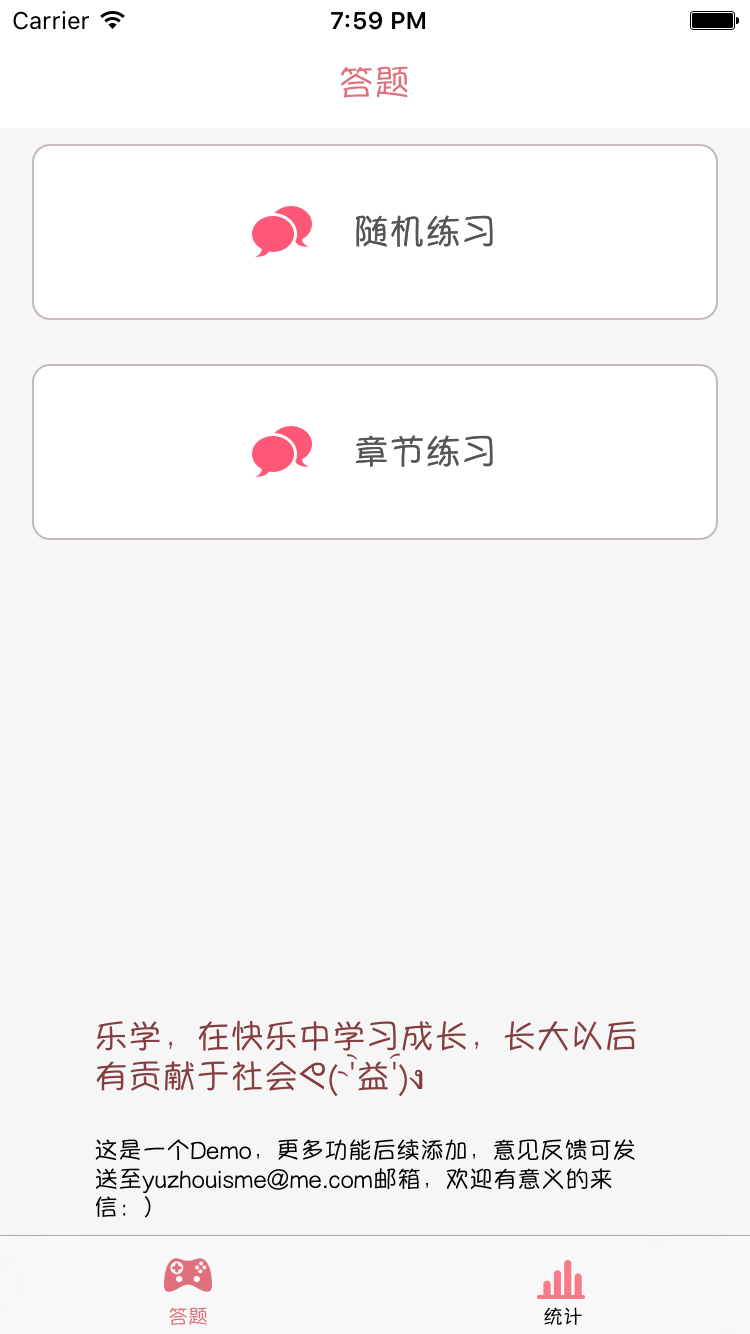 Carrier 7:59 PM
答题
随机练习
章节练习
乐学，在快乐中学习成长，长大以后
有贡献于社会ᕙ(⇀‵益′)ง
这是一个Demo，更多功能后续添加，意见反馈可发
送至yuzhouisme@me.com邮箱，欢迎有意义的来
信：）
答题 统计